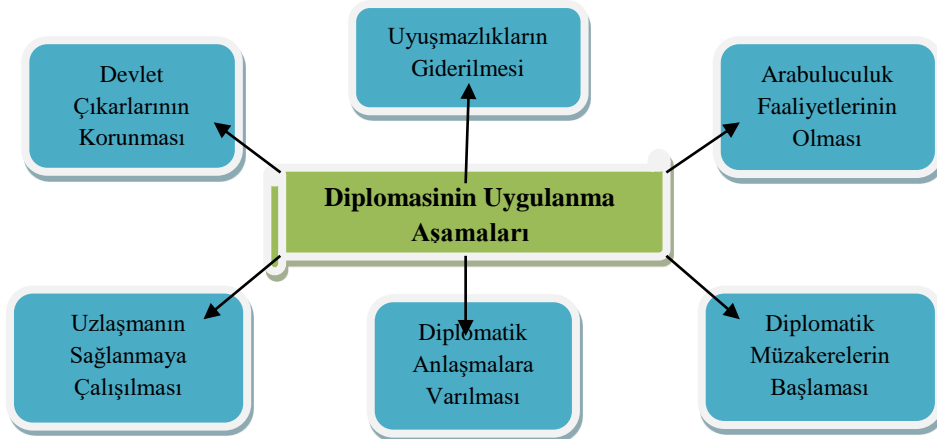 Devlet
Çıkarlarının
Korunması
Uyuşmazlıkların
Giderilmesi
Arabuluculuk
Faaliyetlerinin
Olması
Diplomasinin Uygulanma
Aşamaları
Uzlaşmanın
Sağlanmaya
Çalışılması
Diplomatik
Anlaşmalara
Varılması
Diplomatik
Müzakerelerin
Başlaması